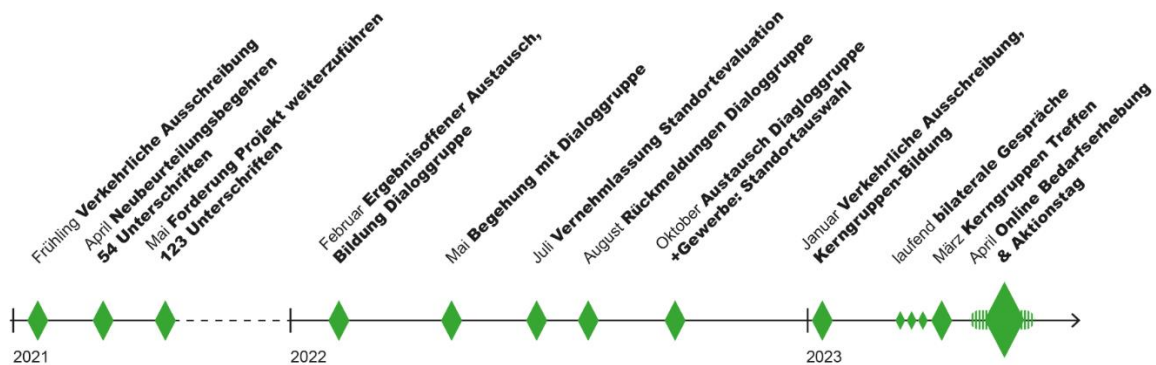 Frühling Verkehrliche Ausschreibung
April Neubeurteilungsbegehren
54 Unterschriften
Mai Forderung Projekt weiterzuführen
123 Unterschriften
Februar Ergebnisoffener Austausch,
Bildung Dialoggruppe
Mai Begehung mit Dialoggruppe
Juli Vernehmlassung Standortevaluation
August Rückmeldungen Dialoggruppe
Oktober Austausch Diagloggruppe
+Gewerbe: Standortauswahl
Januar Verkehrliche Ausschreibung,
Kerngruppen-Bildung
laufend bilaterale Gespräche
März Kerngruppen Treffen
April Online Bedarfserhebung
& Aktionstag
2021
2022
2023